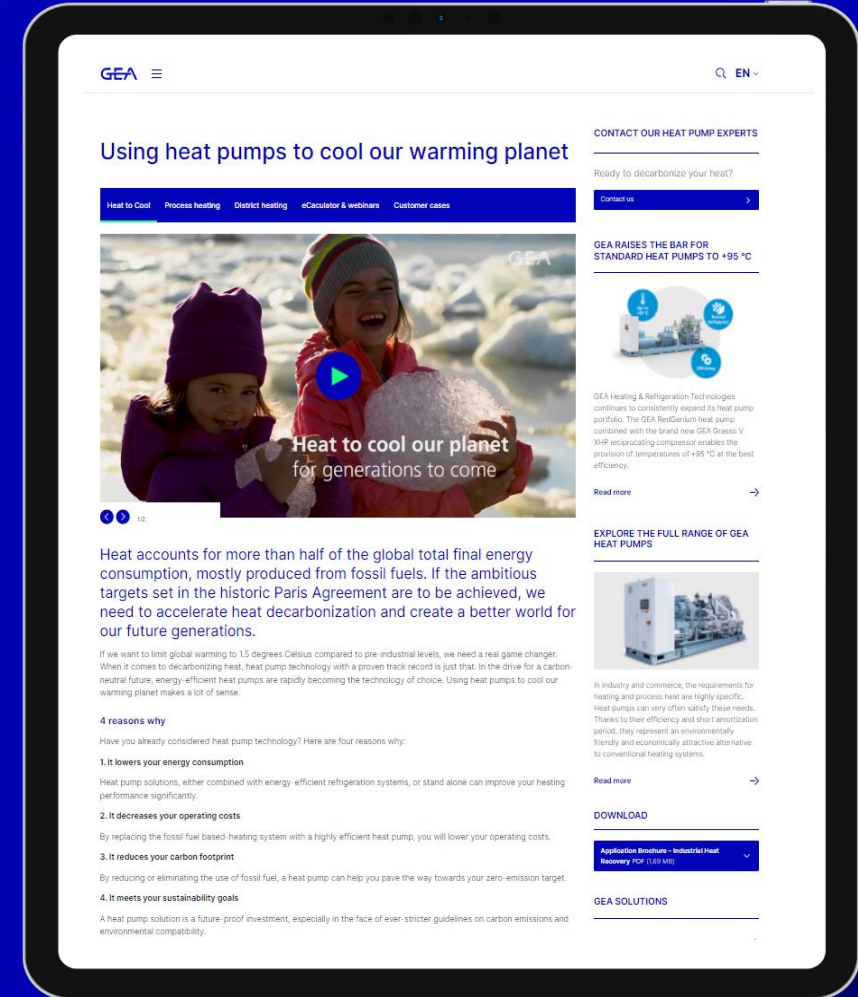 GEA
EN
Using heat pumps to cool our warming planet
Heat to Cool Process heating District heating eCaculator & webinars Customer cases
GEA
Heat to cool our planet
for generations to come
1/2
Heat accounts for more than half of the global total final energy
consumption, mostly produced from fossil fuels. If the ambitious
targets set in the historic Paris Agreement are to be achieved, we
need to accelerate heat decarbonization and create a better world for
our future generations.
If we want to limit global warming to 1.5 degrees Celsius compared to pre-industrial levels, we need a real game changer.
When it comes to decarbonizing heat, heat pump technology with a proven track record is just that. In the drive for a carbon-
neutral future, energy-efficient heat pumps are rapidly becoming the technology of choice. Using heat pumps to cool our
warming planet makes a lot of sense.
4 reasons why
Have you already considered heat pump technology? Here are four reasons why:
1. It lowers your energy consumption
Heat pump solutions, either combined with energy-efficient refrigeration systems, or stand alone can improve your heating
performance significantly.
2. It decreases your operating costs
By replacing the fossil fuel based-heating system with a highly efficient heat pump, you will lower your operating costs.
3. It reduces your carbon footprint
By reducing or eliminating the use of fossil fuel, a heat pump can help you pave the way towards your zero-emission target.
4. It meets your sustainability goals
A heat pump solution is a future-proof investment, especially in the face of ever-stricter guidelines on carbon emissions and
environmental compatibility.
CONTACT OUR HEAT PUMP EXPERTS
Ready to decarbonize your heat?
Contact us
GEA RAISES THE BAR FOR
STANDARD HEAT PUMPS TO +95 °C
Efficiency
GEA Heating & Refrigeration Technologies
continues to consistently expand its heat pump
portfolio. The GEA RedGenium heat pump
combined with the brand new GEA Grasso V
XHP reciprocating compressor enables the
provision of temperatures of +95 °C at the best
efficiency.
Read more
EXPLORE THE FULL RANGE OF GEA
HEAT PUMPS
In industry and commerce, the requirements for
heating and process heat are highly specific.
Heat pumps can very often satisfy these needs.
Thanks to their efficiency and short amortization
period, they represent an environmentally
friendly and economically attractive alternative
to conventional heating systems.
Read more
DOWNLOAD
Application Brochure – Industrial Heat
Recovery PDF (1,69 MB)
GEA SOLUTIONS